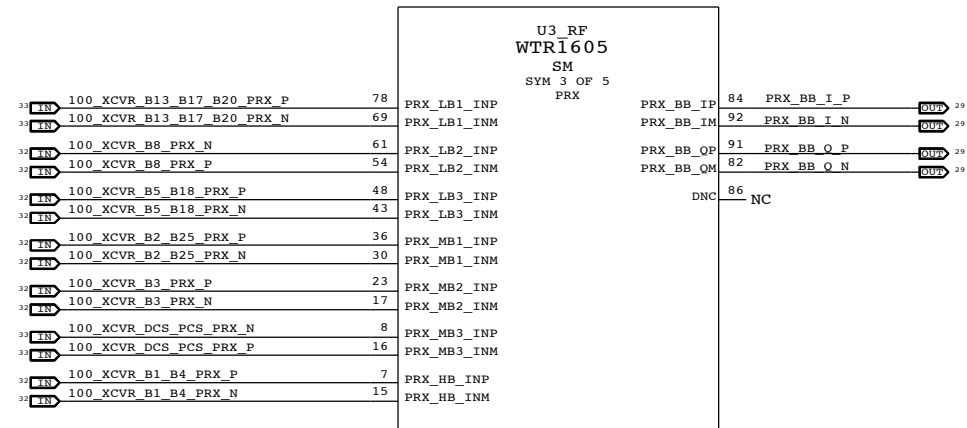 U3_RF
WTR1605
SM
SYM 3 OF 5
PRX
33 IN 100_XCVR_B13_B17_B20_PRX_P 78 PRX_LB1_INP
33 IN 100_XCVR_B13_B17_B20_PRX_N 69 PRX_LB1_INM
32 IN 100_XCVR_B8_PRX_N 61 PRX_LB2_INP
32 IN 100_XCVR_B8_PRX_P 54 PRX_LB2_INM
32 IN 100_XCVR_B5_B18_PRX_P 48 PRX_LB3_INP
32 IN 100_XCVR_B5_B18_PRX_N 43 PRX_LB3_INM
32 IN 100_XCVR_B2_B25_PRX_P 36 PRX_MB1_INP
32 IN 100_XCVR_B2_B25_PRX_N 30 PRX_MB1_INM
32 IN 100_XCVR_B3_PRX_P 23 PRX_MB2_INP
32 IN 100_XCVR_B3_PRX_N 17 PRX_MB2_INM
33 IN 100_XCVR_DCS_PCS_PRX_N 8 PRX_MB3_INP
33 IN 100_XCVR_DCS_PCS_PRX_P 16 PRX_MB3_INM
32 IN 100_XCVR_B1_B4_PRX_P 7 PRX_HB_INP
32 IN 100_XCVR_B1_B4_PRX_N 15 PRX_HB_INM
PRX_BB_IP 84 PRX_BB_I_P OUT 29
PRX_BB_IM 92 PRX_BB_I_N OUT 29
PRX_BB_QP 91 PRX_BB_Q_P OUT 29
PRX_BB_QM 82 PRX_BB_Q_N OUT 29
DNC 86 NC